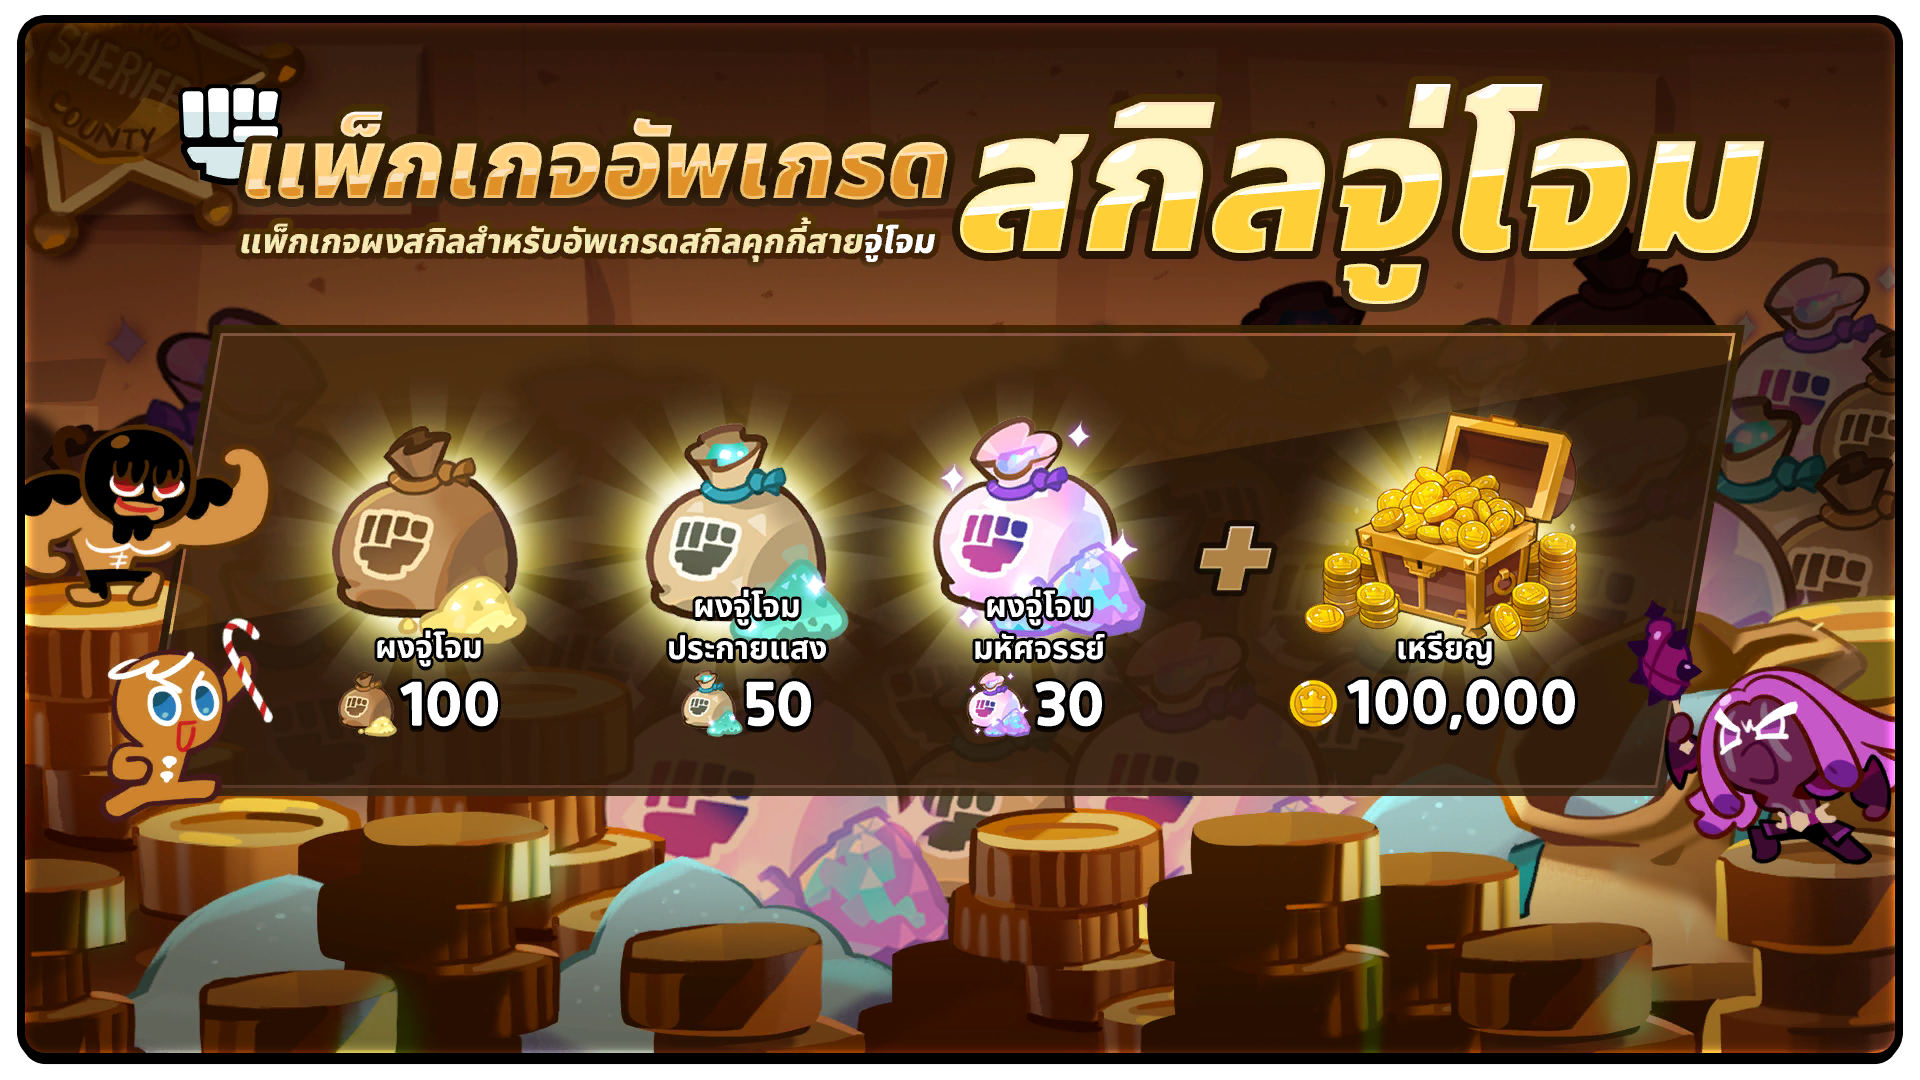 SHERIFF
COUNTY
แพ็กเกจอัพเกรด สกิลจู่โจม
แพ็กเกจผงสกิลสำหรับอัพเกรดสกิลคุกกี้สายจู่โจม
ผงจู่โจม
100
ผงจู่โจม
ประกายแสง
50
ผงจู่โจม
มหัศจรรย์
30
+
เหรียญ
100,000